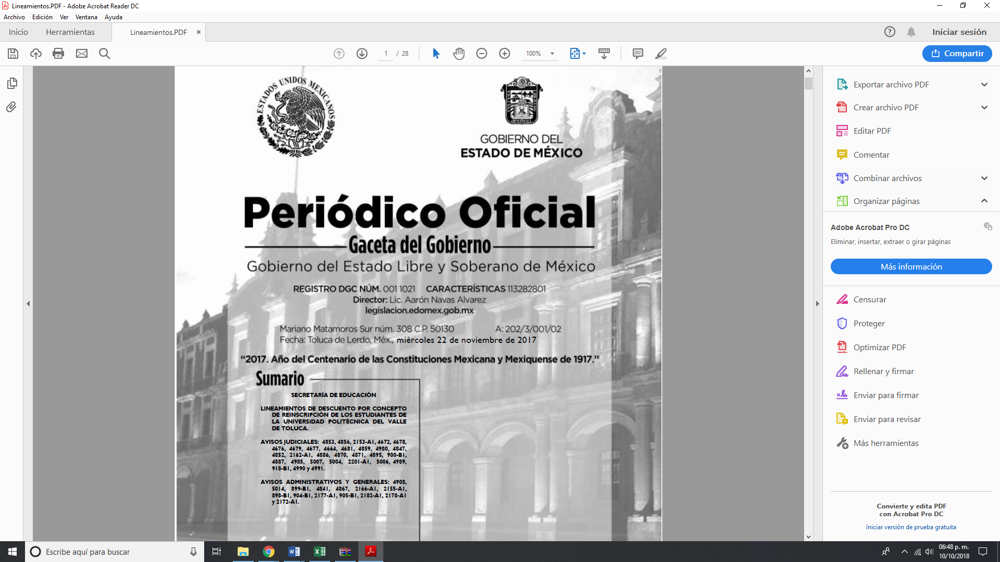 Lineamientos.PDF - Adobe Acrobat Reader DC
Archivo Edición Ver Ventana Ayuda
Inicio Herramientas Lineamientos.PDF Iniciar sesión
1 / 28 100% Compartir
ESTADOS UNIDOS MEXICANOS
GOBIERNO DEL
ESTADO DE MÉXICO
Periódico Oficial
Gaceta del Gobierno
Gobierno del Estado Libre y Soberano de México
REGISTRO DGC NÚM. 001 1021 CARACTERÍSTICAS 113282801
Director: Lic. Aarón Navas Alvarez
legislacion.edomex.gob.mx
Mariano Matamoros Sur núm. 308 C.P. 50130 A: 202/3/001/02
Fecha: Toluca de Lerdo, Méx., miércoles 22 de noviembre de 2017
“2017. Año del Centenario de las Constituciones Mexicana y Mexiquense de 1917.”
Sumario
SECRETARÍA DE EDUCACIÓN
LINEAMIENTOS DE DESCUENTO POR CONCEPTO
DE REINSCRIPCIÓN DE LOS ESTUDIANTES DE
LA UNIVERSIDAD POLITÉCNICA DEL VALLE
DE TOLUCA.
AVISOS JUDICIALES: 4853, 4856, 2153-A1, 4672, 4678,
4676, 4679, 4677, 4664, 4681, 4859, 4980, 4847,
4852, 2162-A1, 4886, 4870, 4871, 4895, 900-B1,
4887, 4985, 5007, 5004, 2201-A1, 5006, 4989,
918-B1, 4990 y 4991.
AVISOS ADMINISTRATIVOS Y GENERALES: 4908,
5014, 899-B1, 4841, 4867, 2166-A1, 2155-A1,
898-B1, 904-B1, 2177-A1, 905-B1, 2182-A1, 2178-A1
y 2172-A1.
Exportar archivo PDF
Crear archivo PDF
Editar PDF
Comentar
Combinar archivos
Organizar páginas
Adobe Acrobat Pro DC
Eliminar, insertar, extraer o girar páginas
Más información
Censurar
Proteger
Optimizar PDF
Rellenar y firmar
Enviar para firmar
Enviar para revisar
Más herramientas
Convierte y edita PDF
con Acrobat Pro DC
Iniciar versión de prueba gratuita
Escribe aquí para buscar
06:48 p. m.
10/10/2018